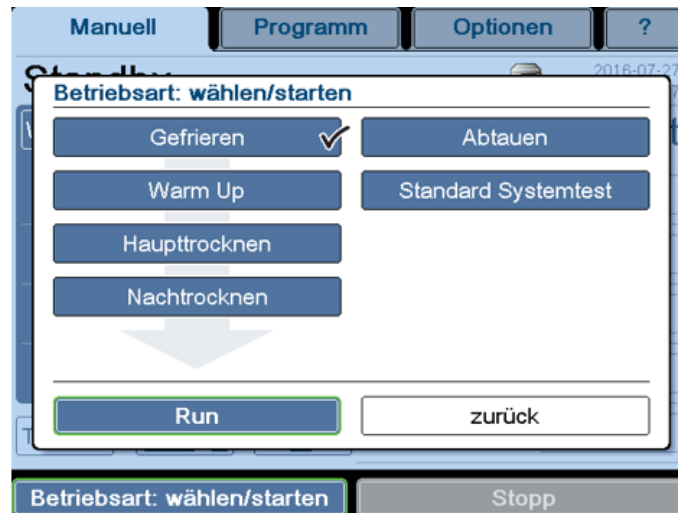 Manuell Programm Optionen ?
Standby 2016-07-27
Betriebsart: wählen/starten
Gefrieren Abtauen
Warm Up Standard Systemtest
Haupttrocknen
Nachtrocknen
Run zurück
Betriebsart: wählen/starten Stopp